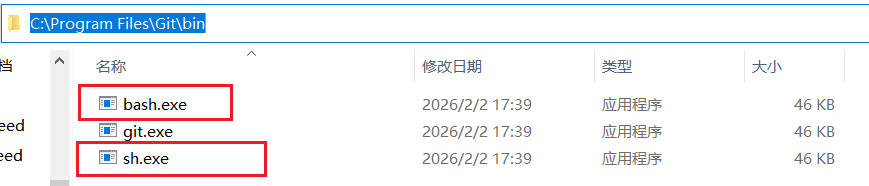 C:\Program Files\Git\bin
档 名称 修改日期 类型 大小
bash.exe 2026/2/2 17:39 应用程序 46 KB
eed git.exe 2026/2/2 17:39 应用程序 46 KB
eed sh.exe 2026/2/2 17:39 应用程序 46 KB